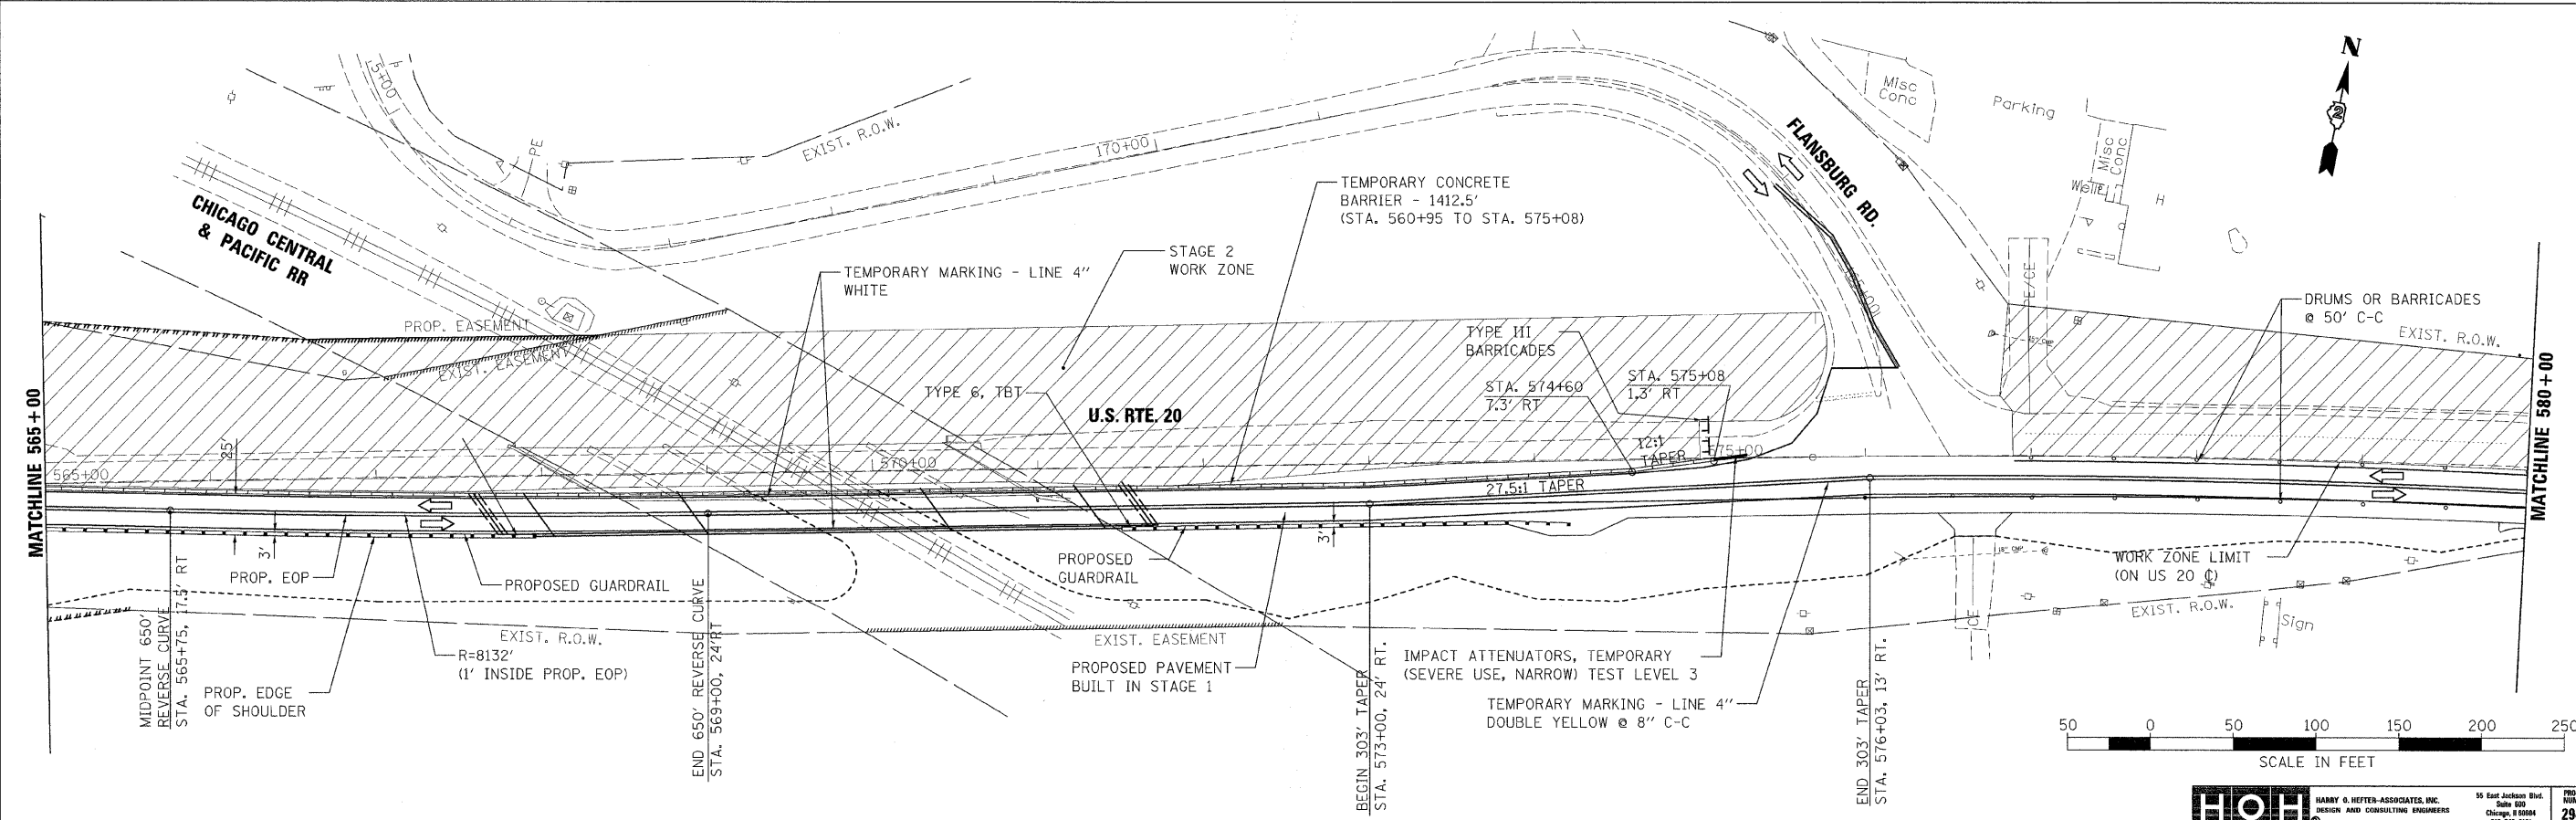 N
2
5+00
PE
EXIST. R.O.W.
170+00
Misc
Conc
Parking
Misc
Conc
Well
H
FLANSBURG RD.
CHICAGO CENTRAL
& PACIFIC RR
TEMPORARY CONCRETE
BARRIER - 1412.5'
(STA. 560+95 TO STA. 575+08)
STAGE 2
WORK ZONE
TEMPORARY MARKING - LINE 4"
WHITE
PE/CE
DRUMS OR BARRICADES
@ 50' C-C
EXIST. R.O.W.
PROP. EASEMENT
EXIST. EASEMENT
TYPE III
BARRICADES
STA. 575+08
1.3' RT
STA. 574+60
7.3' RT
TYPE 6, TBT
U.S. RTE. 20
12:1
TAPER
575+00
MATCHLINE 565+00
MATCHLINE 580+00
25'
565+00
570+00
27.5:1 TAPER
3'
3'
PROP. EOP
PROPOSED GUARDRAIL
PROPOSED
GUARDRAIL
WORK ZONE LIMIT
(ON US 20 ℄)
EXIST. R.O.W.
EXIST. R.O.W.
EXIST. EASEMENT
CE
Sign
R=8132'
(1' INSIDE PROP. EOP)
PROP. EDGE
OF SHOULDER
PROPOSED PAVEMENT
BUILT IN STAGE 1
IMPACT ATTENUATORS, TEMPORARY
(SEVERE USE, NARROW) TEST LEVEL 3
TEMPORARY MARKING - LINE 4"
DOUBLE YELLOW @ 8" C-C
MIDPOINT 650'
REVERSE CURVE
STA. 565+75, 17.5' RT
END 650' REVERSE CURVE
STA. 569+00, 24'RT
BEGIN 303' TAPER
STA. 573+00, 24' RT.
END 303' TAPER
STA. 576+03, 13' RT.
50 0 50 100 150 200 250
SCALE IN FEET
HOH
HARRY O. HEFTER-ASSOCIATES, INC.
DESIGN AND CONSULTING ENGINEERS
55 East Jackson Blvd.
Suite 600
Chicago, Il 60604